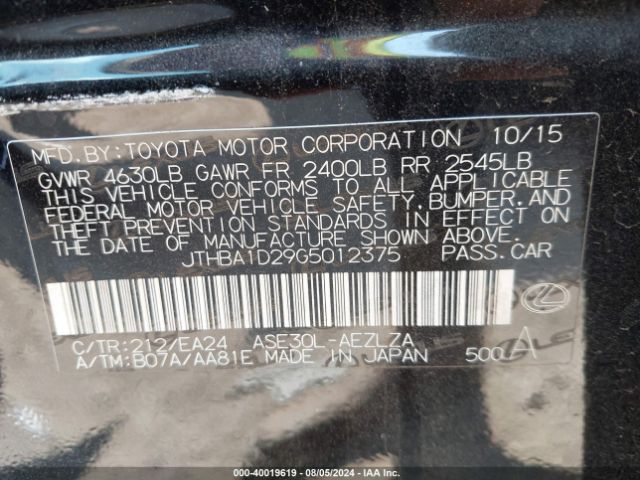 MFD.BY:TOYOTA MOTOR CORPORATION 10/15
GVWR 4630LB GAWR FR 2400LB RR 2545LB
THIS VEHICLE CONFORMS TO ALL APPLICABLE
FEDERAL MOTOR VEHICLE SAFETY,BUMPER,AND
THEFT PREVENTION STANDARDS IN EFFECT ON
THE DATE OF MANUFACTURE SHOWN ABOVE.
JTHBA1D29G5012375 PASS.CAR
C/TR:212/EA24 ASE30L-AEZLZA
A/TM:B07A/AA81E MADE IN JAPAN 500A
000-40019619 - 08/05/2024 - IAA Inc.